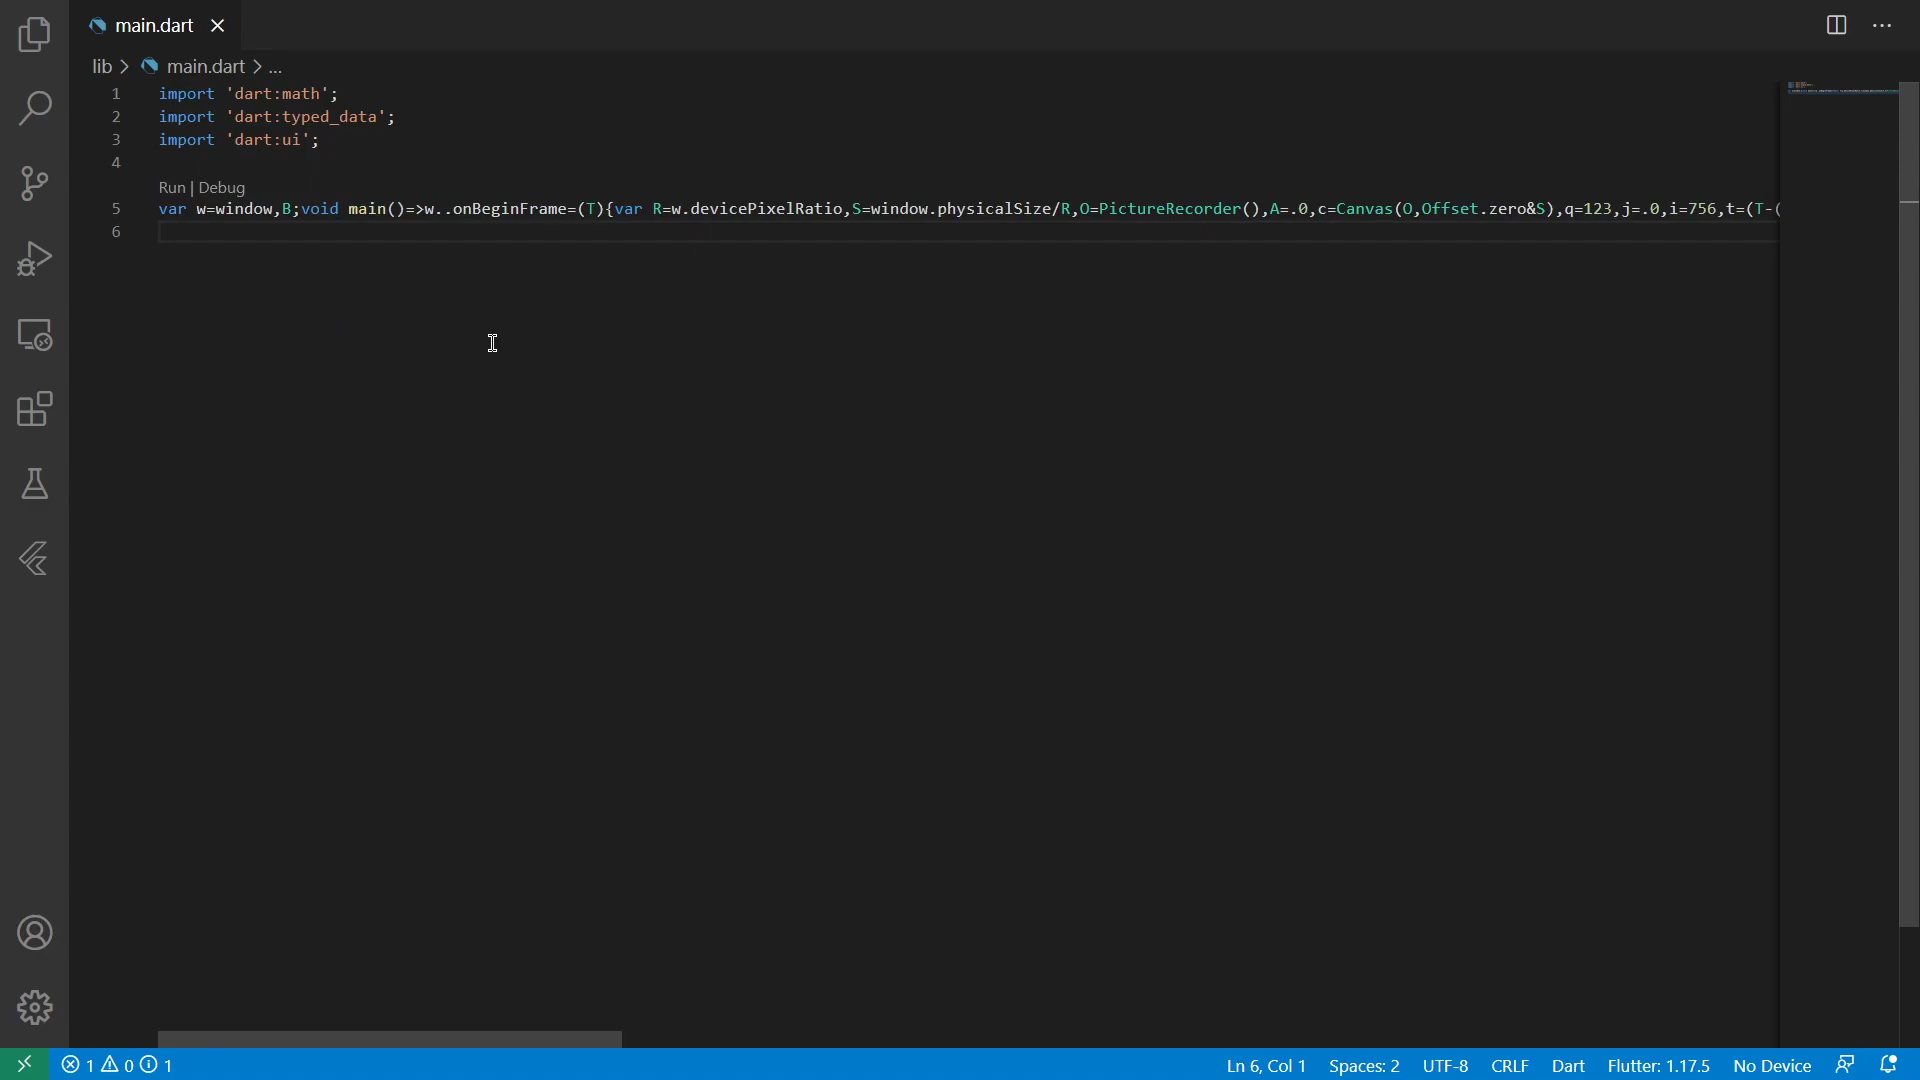 main.dart
lib > main.dart > ...
1 import 'dart:math';
2 import 'dart:typed_data';
3 import 'dart:ui';
4
Run | Debug
5 var w=window,B;void main()=>w..onBeginFrame=(T){var R=w.devicePixelRatio,S=window.physicalSize/R,O=PictureRecorder(),A=.0,c=Canvas(O,Offset.zero&S),q=123,j=.0,i=756,t=(T-(
6
1 0 1 Ln 6, Col 1 Spaces: 2 UTF-8 CRLF Dart Flutter: 1.17.5 No Device